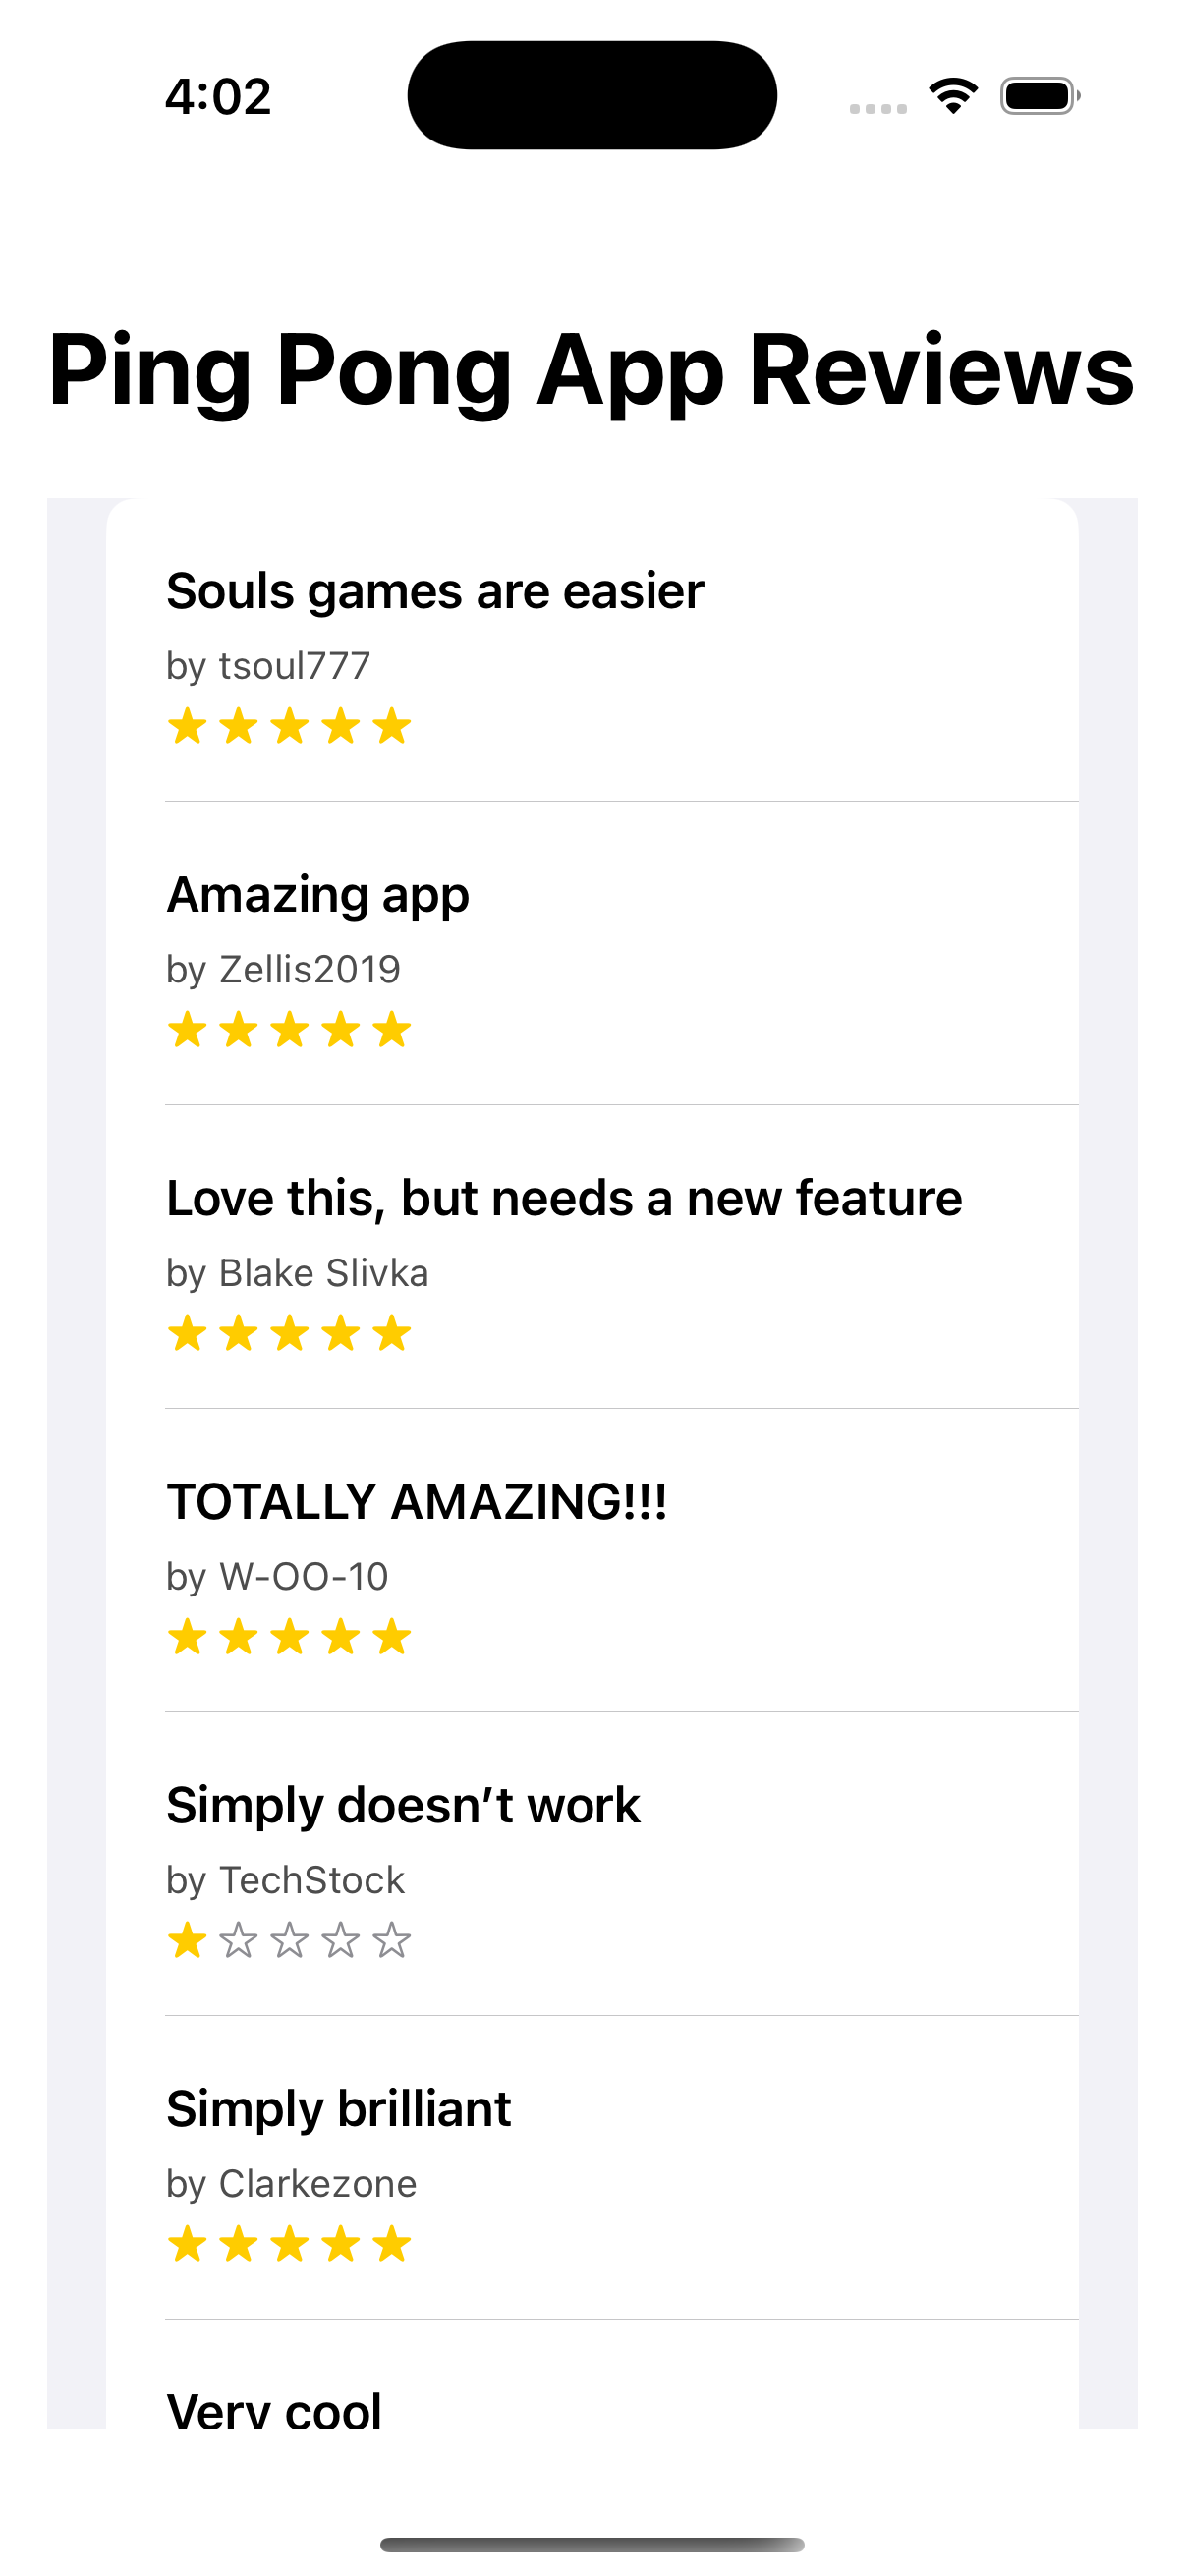 4:02
Ping Pong App Reviews
Souls games are easier
by tsoul777
Amazing app
by Zellis2019
Love this, but needs a new feature
by Blake Slivka
TOTALLY AMAZING!!!
by W-OO-10
Simply doesn’t work
by TechStock
Simply brilliant
by Clarkezone
Very cool